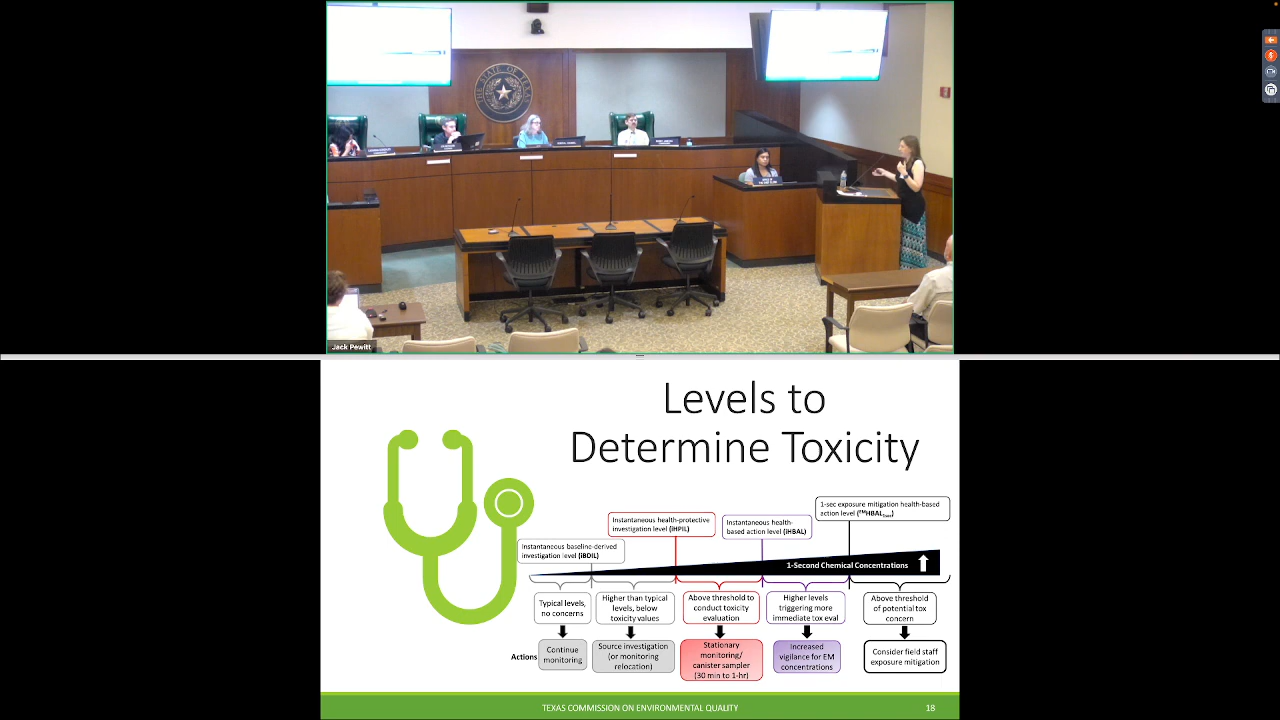 THE STATE OF TEXAS
Jack Pewitt
Levels to
Determine Toxicity
1-sec exposure mitigation health-based
Instantaneous health-protective
investigation level (iHPIL)
Instantaneous health-
based action level (iHBAL)
Instantaneous baseline-derived
investigation level (iBDIL)
1-Second Chemical Concentrations
Typical levels,
no concerns
Higher than typical
levels, below
toxicity values
Above threshold to
conduct toxicity
evaluation
Higher levels
triggering more
immediate tox eval
Above threshold
of potential tox
concern
Actions
Continue
monitoring
Source investigation
(or monitoring
relocation)
Stationary
monitoring/
canister sampler
(30 min to 1-hr)
Increased
vigilance for EM
concentrations
Consider field staff
exposure mitigation
TEXAS COMMISSION ON ENVIRONMENTAL QUALITY
18